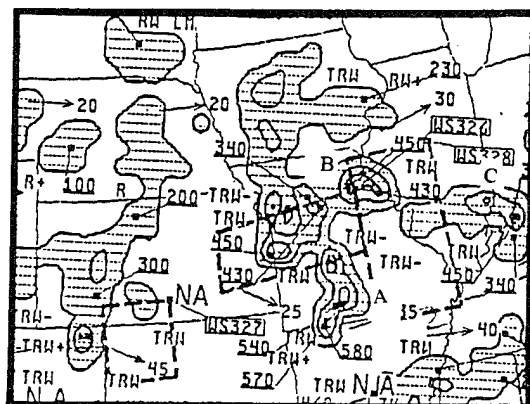 RW LM
TRW RW+ 230
20 20 30
340 450 WS326
B TRW WS328
R+ 100 R 200 TRW- 430 C
TRW-
450 TRW-
430 TRW TRW 450
300 NA 25 A 340
TRW- WS327 15 40
TRW+ 540 580 TRW
45 TRW+
TRW TRW 570 TRW NA
NA